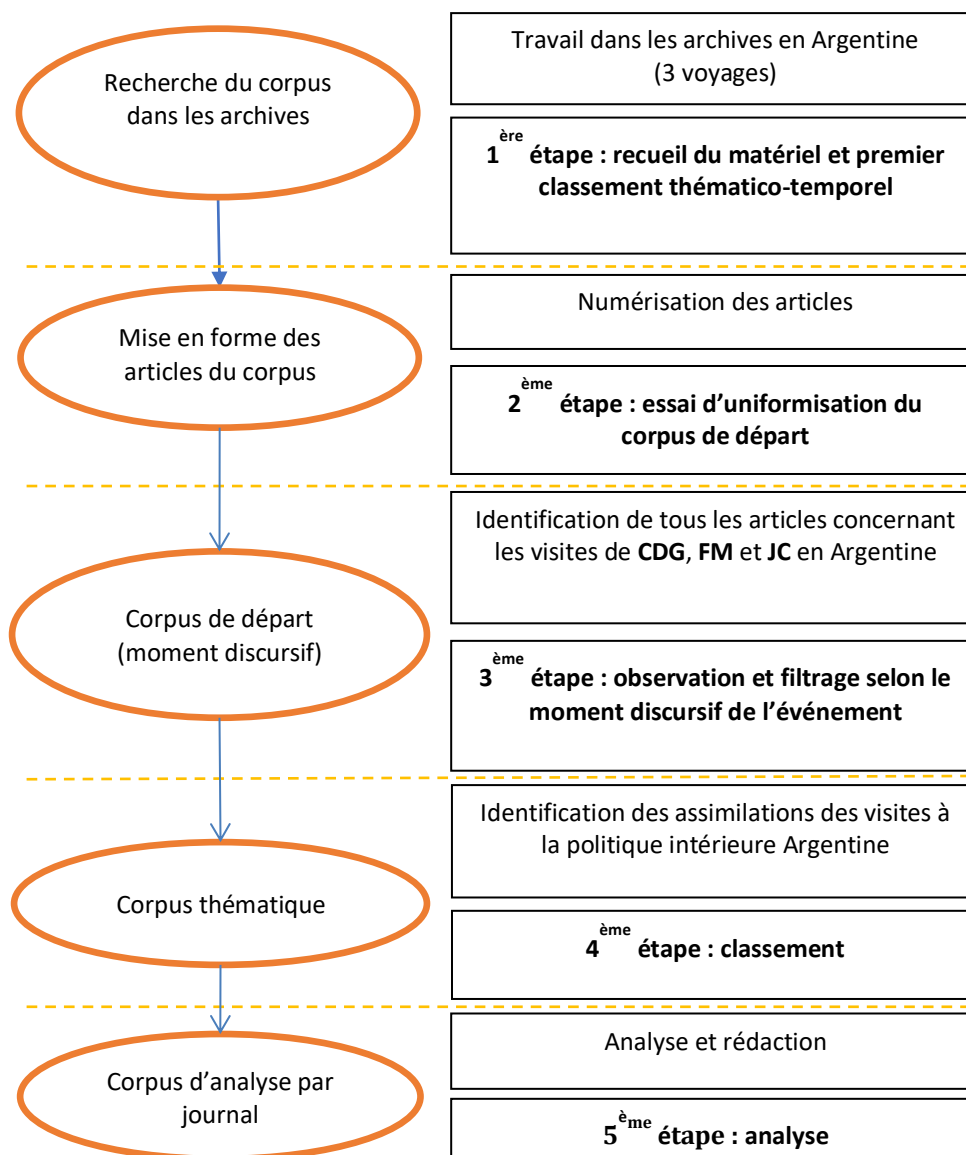 Recherche du corpus
dans les archives
Travail dans les archives en Argentine
(3 voyages)
1ère étape : recueil du matériel et premier
classement thématico-temporel
Mise en forme des
articles du corpus
Numérisation des articles
2ème étape : essai d’uniformisation du
corpus de départ
Corpus de départ
(moment discursif)
Identification de tous les articles concernant
les visites de CDG, FM et JC en Argentine
3ème étape : observation et filtrage selon le
moment discursif de l’événement
Corpus thématique
Identification des assimilations des visites à
la politique intérieure Argentine
4ème étape : classement
Corpus d’analyse par
journal
Analyse et rédaction
5ème étape : analyse